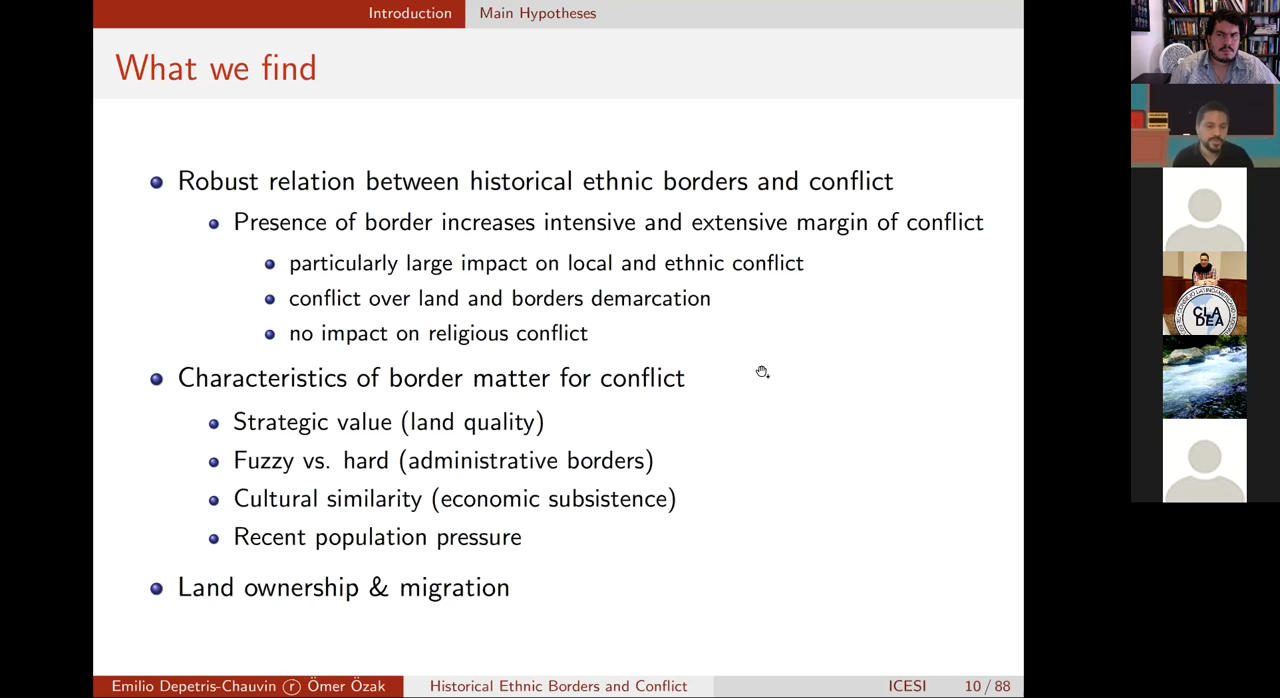 Introduction Main Hypotheses
What we find
Robust relation between historical ethnic borders and conflict
Presence of border increases intensive and extensive margin of conflict
particularly large impact on local and ethnic conflict
conflict over land and borders demarcation
no impact on religious conflict
Characteristics of border matter for conflict
Strategic value (land quality)
Fuzzy vs. hard (administrative borders)
Cultural similarity (economic subsistence)
Recent population pressure
Land ownership & migration
Emilio Depetris-Chauvin ⓡ Ömer Özak Historical Ethnic Borders and Conflict ICESI 10 / 88
CLA
DEA